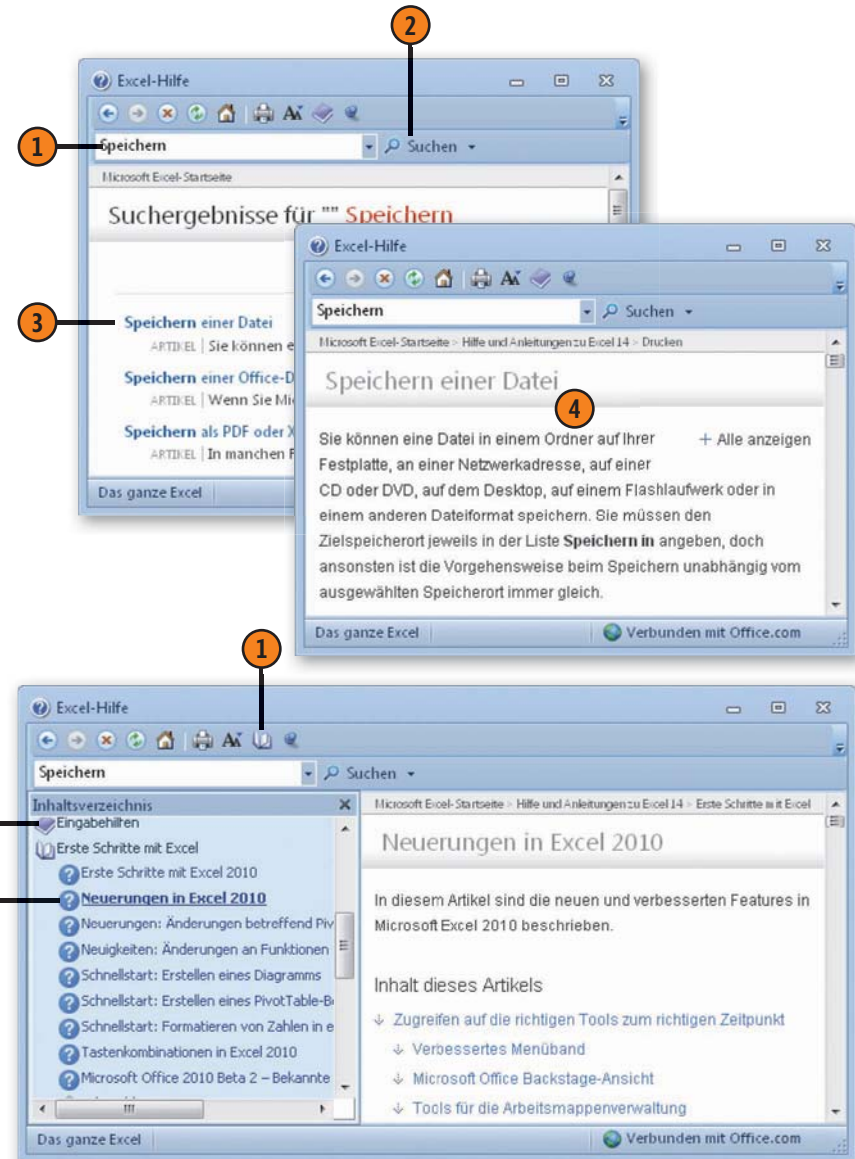 2
Excel-Hilfe
1
Speichern
Suchen
Microsoft Excel-Startseite
Suchergebnisse für "" Speichern
3
Speichern einer Datei
ARTIKEL | Sie können e
Speichern einer Office-D
ARTIKEL | Wenn Sie Mi
Speichern als PDF oder X
ARTIKEL | In manchen F
Das ganze Excel
Excel-Hilfe
Speichern
Suchen
Microsoft Excel-Startseite > Hilfe und Anleitungen zu Excel 14 > Drucken
Speichern einer Datei
4
Sie können eine Datei in einem Ordner auf Ihrer
+ Alle anzeigen
Festplatte, an einer Netzwerkadresse, auf einer
CD oder DVD, auf dem Desktop, auf einem Flashlaufwerk oder in
einem anderen Dateiformat speichern. Sie müssen den
Zielspeicherort jeweils in der Liste Speichern in angeben, doch
ansonsten ist die Vorgehensweise beim Speichern unabhängig vom
ausgewählten Speicherort immer gleich.
Das ganze Excel
Verbunden mit Office.com
1
Excel-Hilfe
Speichern
Suchen
Inhaltsverzeichnis
Eingabehilfen
Erste Schritte mit Excel
Erste Schritte mit Excel 2010
Neuerungen in Excel 2010
Neuerungen: Änderungen betreffend Piv
Neuigkeiten: Änderungen an Funktionen
Schnellstart: Erstellen eines Diagramms
Schnellstart: Erstellen eines PivotTable-B
Schnellstart: Formatieren von Zahlen in e
Tastenkombinationen in Excel 2010
Microsoft Office 2010 Beta 2 – Bekannte
Microsoft Excel-Startseite > Hilfe und Anleitungen zu Excel 14 > Erste Schritte mit Excel
Neuerungen in Excel 2010
In diesem Artikel sind die neuen und verbesserten Features in
Microsoft Excel 2010 beschrieben.
Inhalt dieses Artikels
↓ Zugreifen auf die richtigen Tools zum richtigen Zeitpunkt
↓ Verbessertes Menüband
↓ Microsoft Office Backstage-Ansicht
↓ Tools für die Arbeitsmappenverwaltung
Das ganze Excel
Verbunden mit Office.com